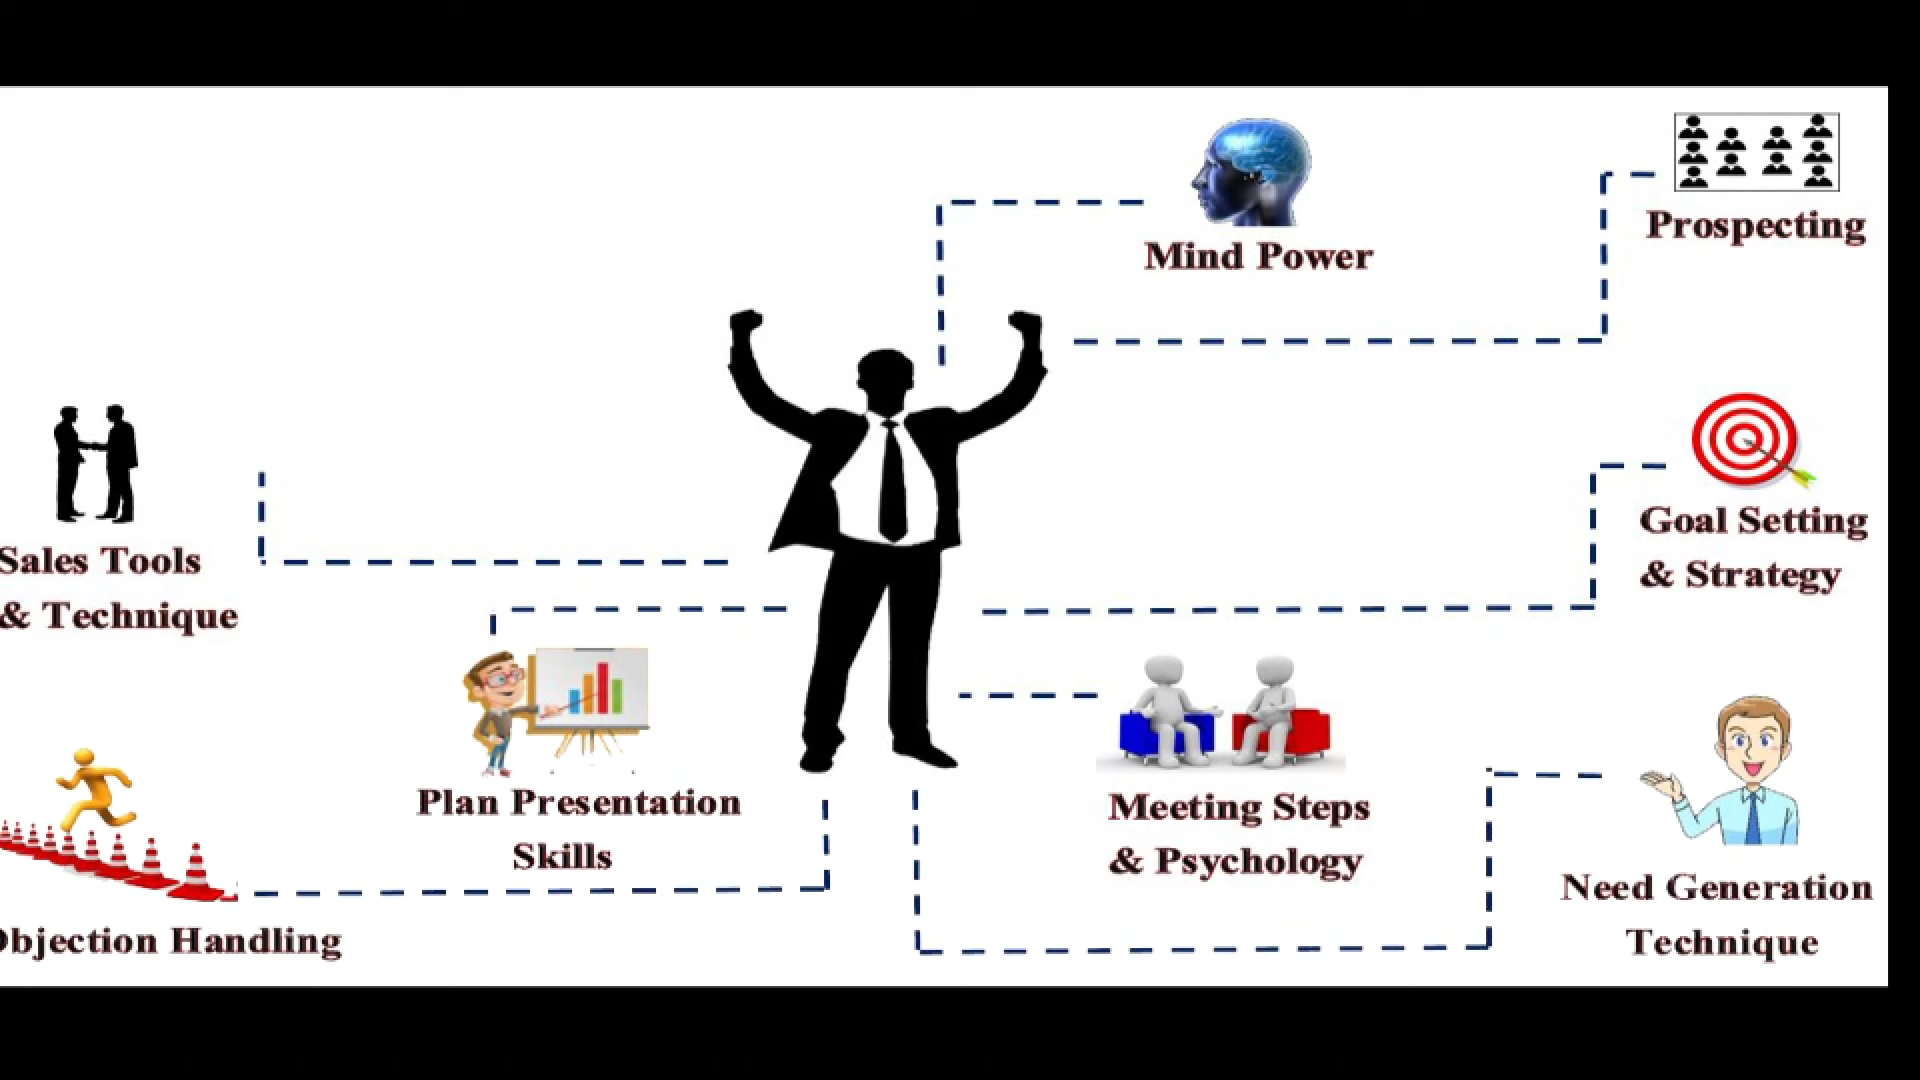 Mind Power
Prospecting
Goal Setting
& Strategy
Sales Tools
& Technique
Plan Presentation
Skills
Meeting Steps
& Psychology
Need Generation
Technique
Objection Handling